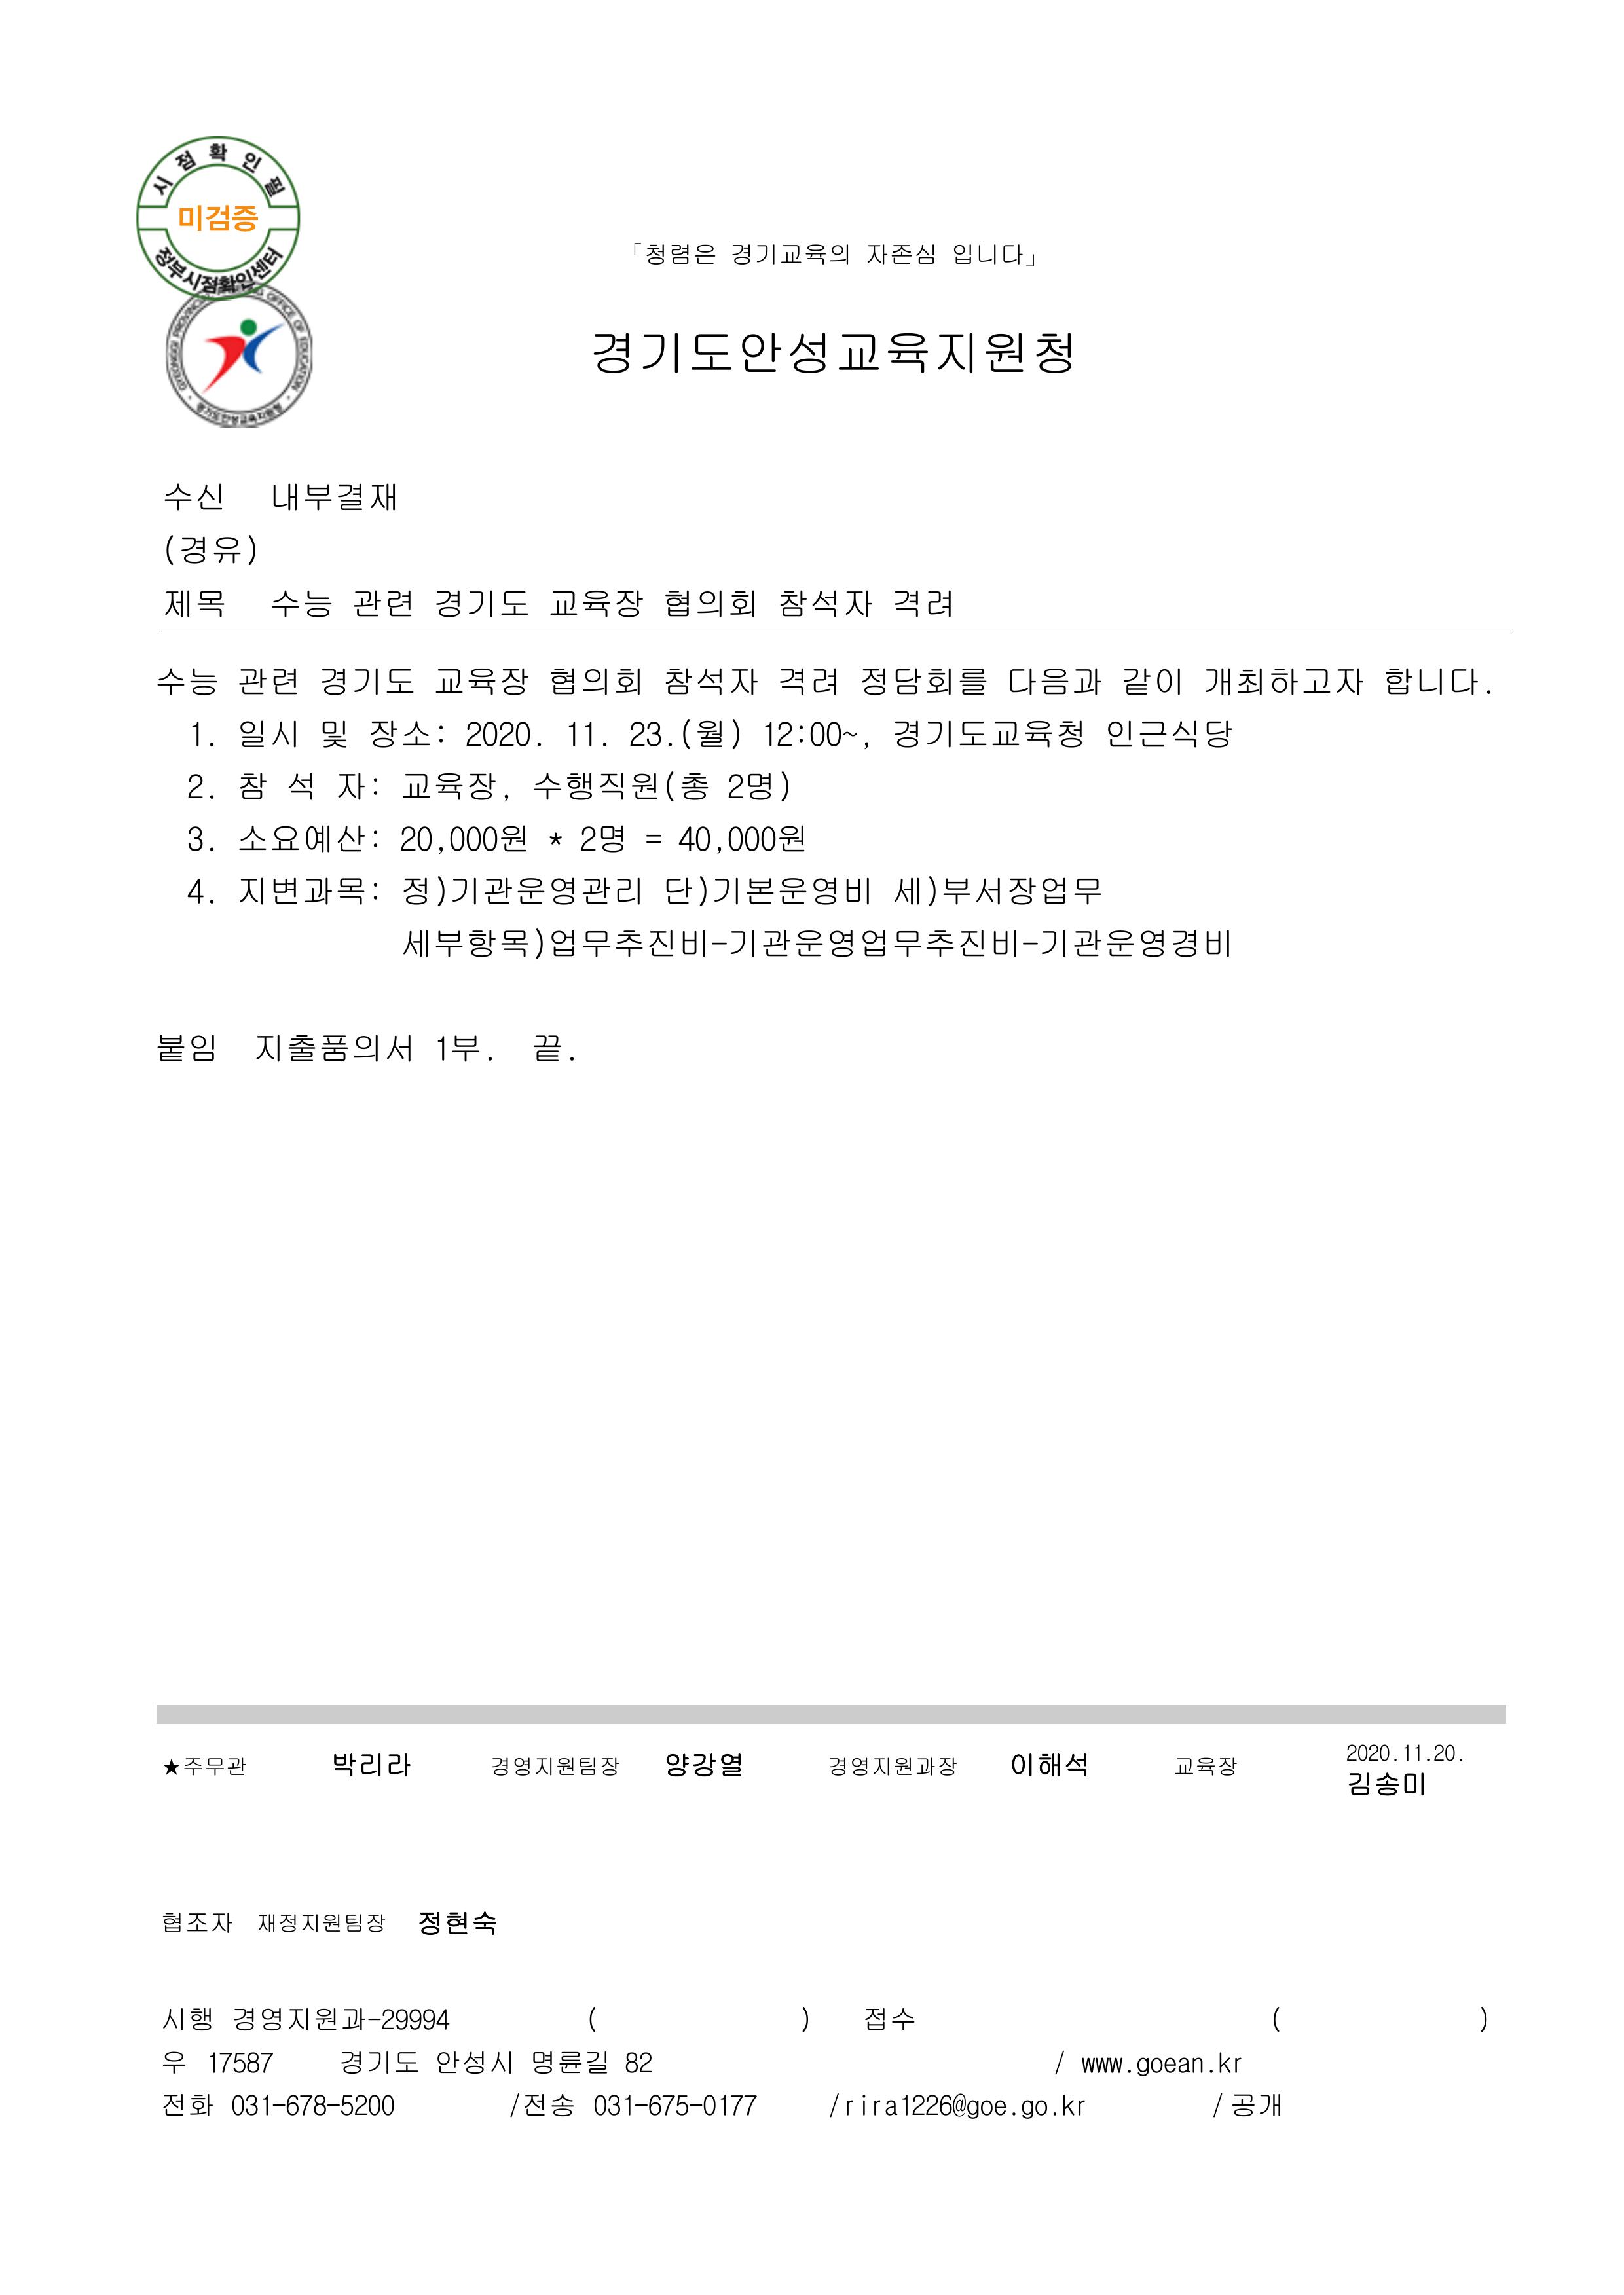 시점확인필
미검증
정부시점확인센터
경기도안성교육지원청
「청렴은 경기교육의 자존심 입니다」
경기도안성교육지원청
수신 내부결재
(경유)
제목 수능 관련 경기도 교육장 협의회 참석자 격려
수능 관련 경기도 교육장 협의회 참석자 격려 정담회를 다음과 같이 개최하고자 합니다.
1. 일시 및 장소: 2020. 11. 23.(월) 12:00~, 경기도교육청 인근식당
2. 참 석 자: 교육장, 수행직원(총 2명)
3. 소요예산: 20,000원 * 2명 = 40,000원
4. 지변과목: 정)기관운영관리 단)기본운영비 세)부서장업무
세부항목)업무추진비-기관운영업무추진비-기관운영경비
붙임 지출품의서 1부. 끝.
★주무관 박리라 경영지원팀장 양강열 경영지원과장 이해석 교육장 2020.11.20. 김송미
협조자 재정지원팀장 정현숙
시행 경영지원과-29994 ( ) 접수 ( )
우 17587 경기도 안성시 명륜길 82 / www.goean.kr
전화 031-678-5200 /전송 031-675-0177 /rira1226@goe.go.kr / 공개